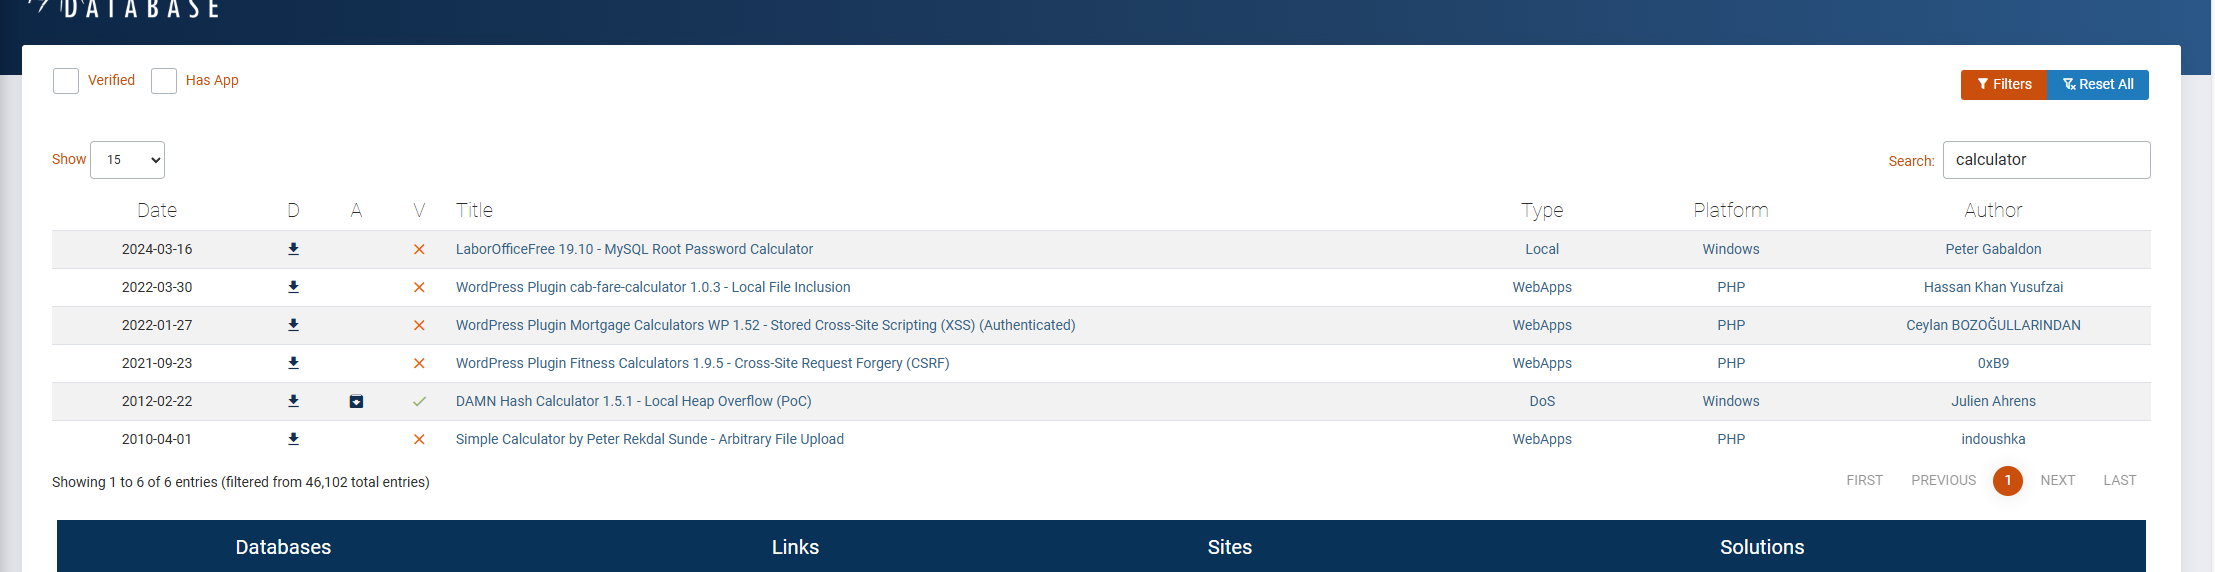 DATABASE
Verified Has App Filters Reset All
Show 15 Search: calculator
Date D A V Title Type Platform Author
2024-03-16 LaborOfficeFree 19.10 - MySQL Root Password Calculator Local Windows Peter Gabaldon
2022-03-30 WordPress Plugin cab-fare-calculator 1.0.3 - Local File Inclusion WebApps PHP Hassan Khan Yusufzai
2022-01-27 WordPress Plugin Mortgage Calculators WP 1.52 - Stored Cross-Site Scripting (XSS) (Authenticated) WebApps PHP Ceylan BOZOĞULLARINDAN
2021-09-23 WordPress Plugin Fitness Calculators 1.9.5 - Cross-Site Request Forgery (CSRF) WebApps PHP 0xB9
2012-02-22 DAMN Hash Calculator 1.5.1 - Local Heap Overflow (PoC) DoS Windows Julien Ahrens
2010-04-01 Simple Calculator by Peter Rekdal Sunde - Arbitrary File Upload WebApps PHP indoushka
Showing 1 to 6 of 6 entries (filtered from 46,102 total entries) FIRST PREVIOUS 1 NEXT LAST
Databases Links Sites Solutions